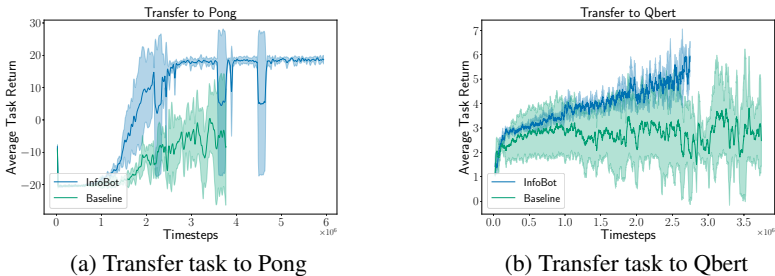 Transfer to Pong
Average Task Return
30
20
10
0
−10
−20
InfoBot
Baseline
0
1
2
3
4
5
6
×10⁶
Timesteps
(a) Transfer task to Pong
Transfer to Qbert
Average Task Return
7
6
5
4
3
2
1
0
InfoBot
Baseline
0.0
0.5
1.0
1.5
2.0
2.5
3.0
3.5
×10⁶
Timesteps
(b) Transfer task to Qbert